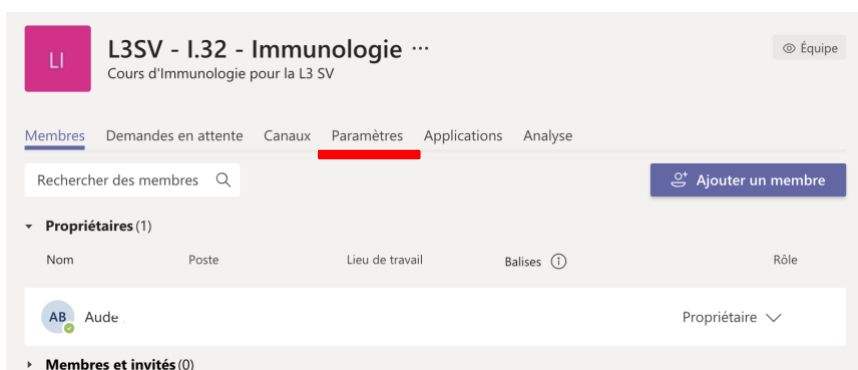 LI
L3SV - I.32 - Immunologie ...
Équipe
Cours d'Immunologie pour la L3 SV
Membres Demandes en attente Canaux Paramètres Applications Analyse
Rechercher des membres Ajouter un membre
Propriétaires (1)
Nom Poste Lieu de travail Balises Rôle
AB Aude Propriétaire
Membres et invités (0)